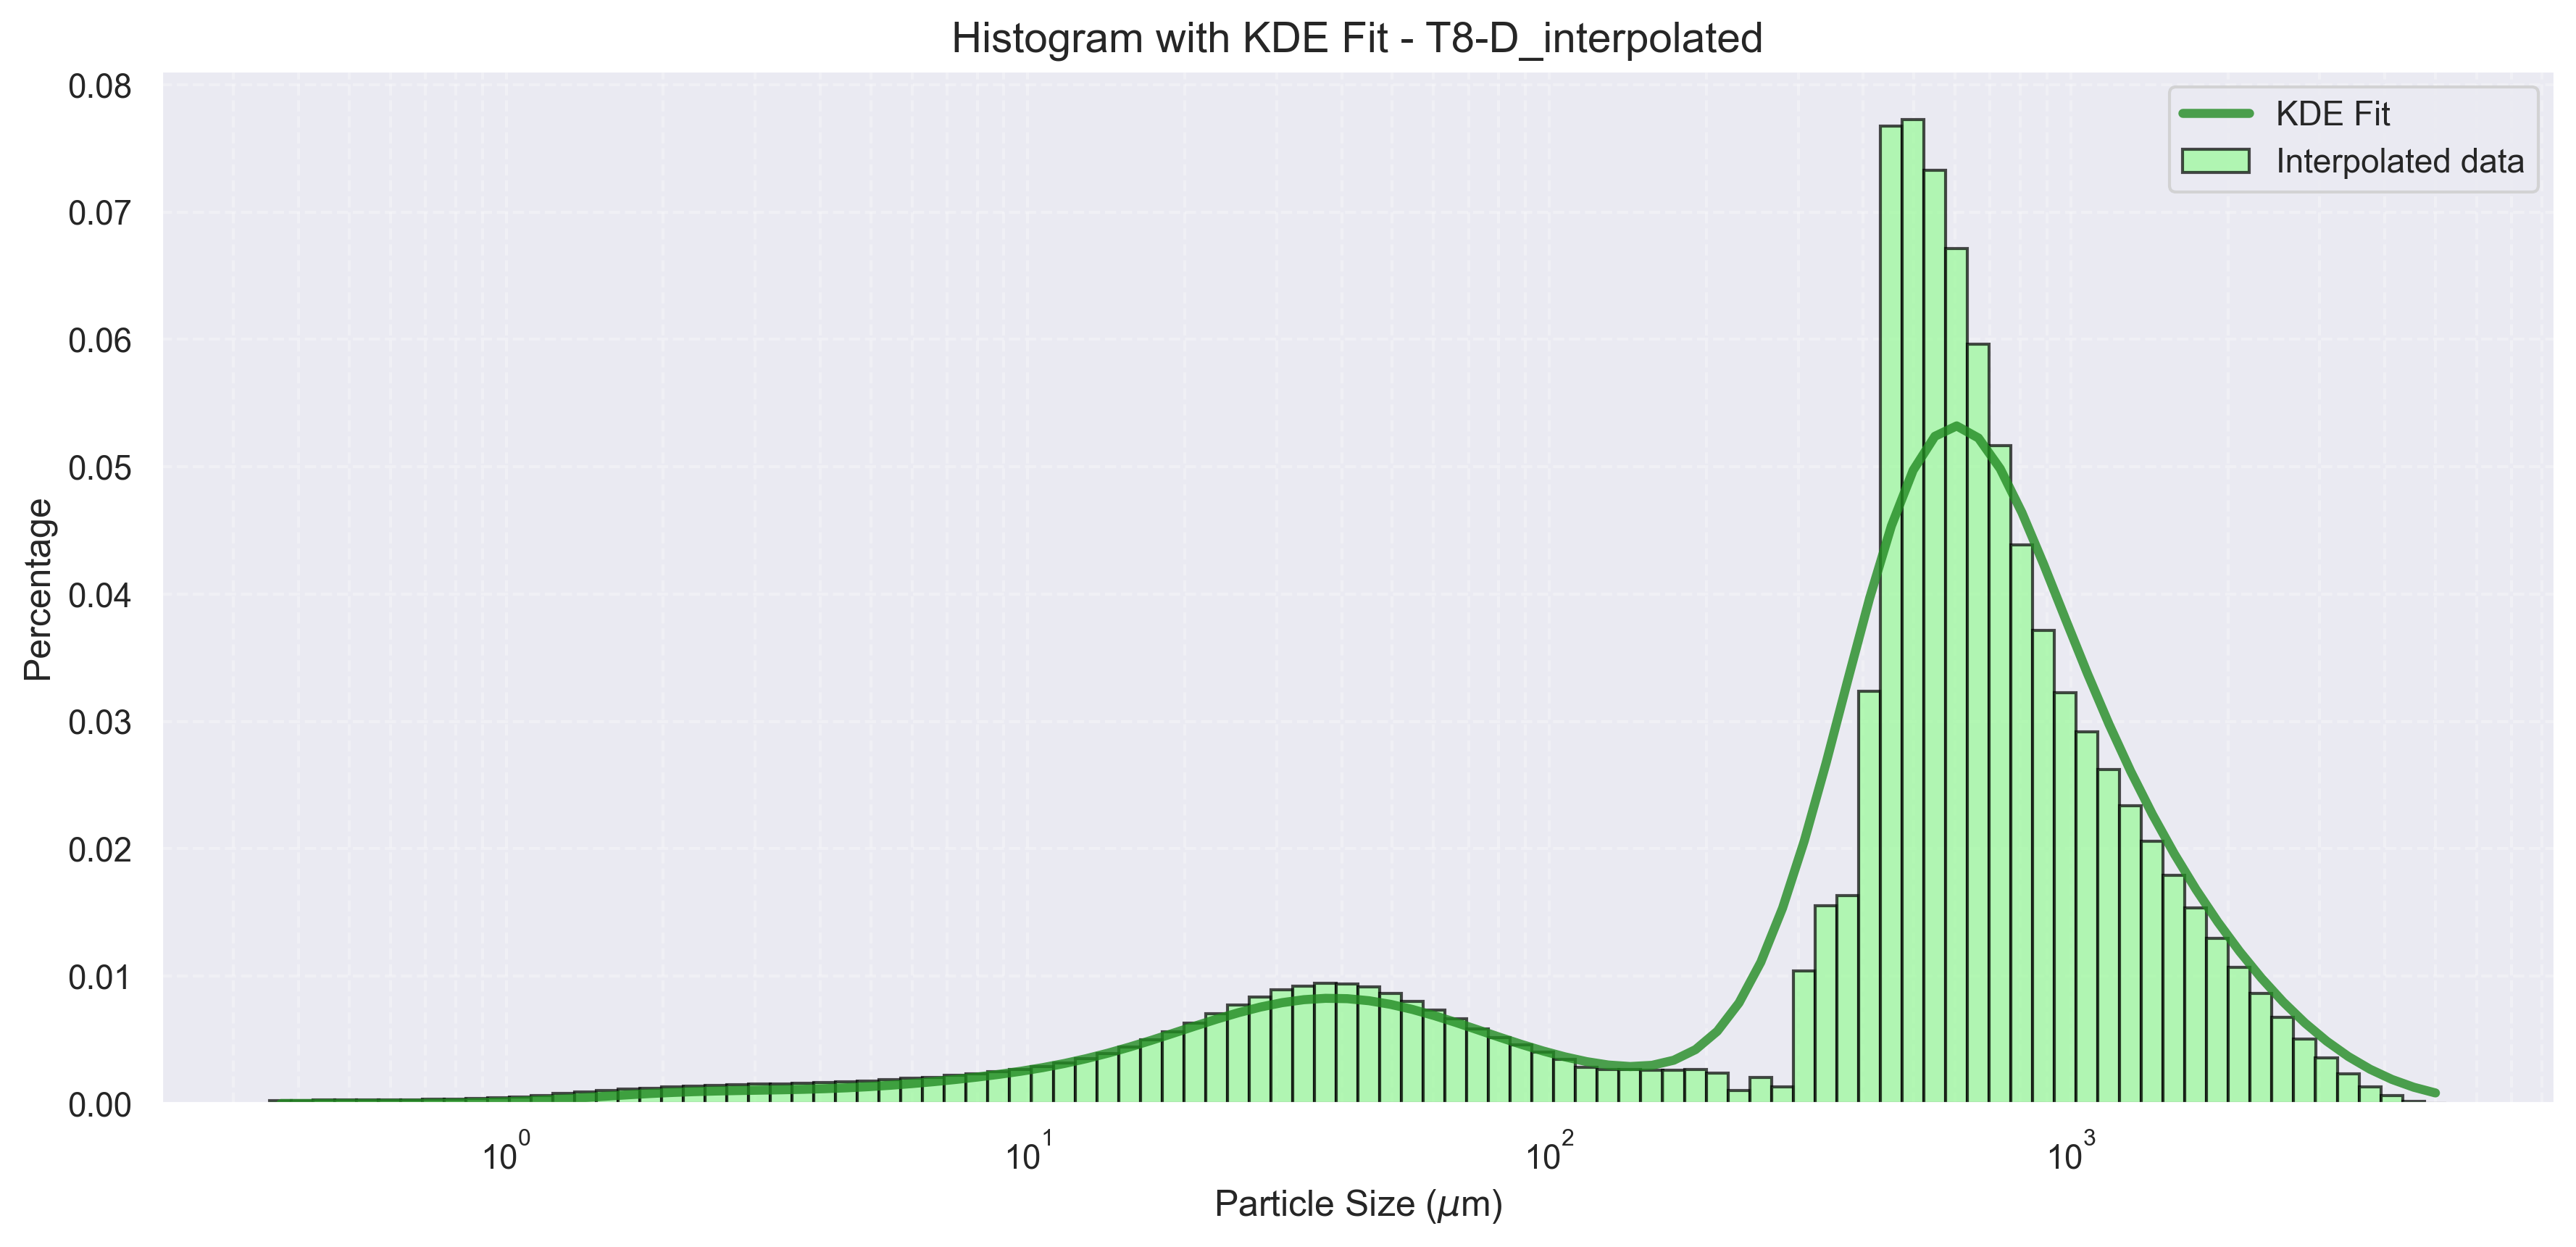 Histogram with KDE Fit - T8-D_interpolated
KDE Fit
Interpolated data
Percentage
0.08
0.07
0.06
0.05
0.04
0.03
0.02
0.01
0.00
10^0
10^1
10^2
10^3
Particle Size (μm)